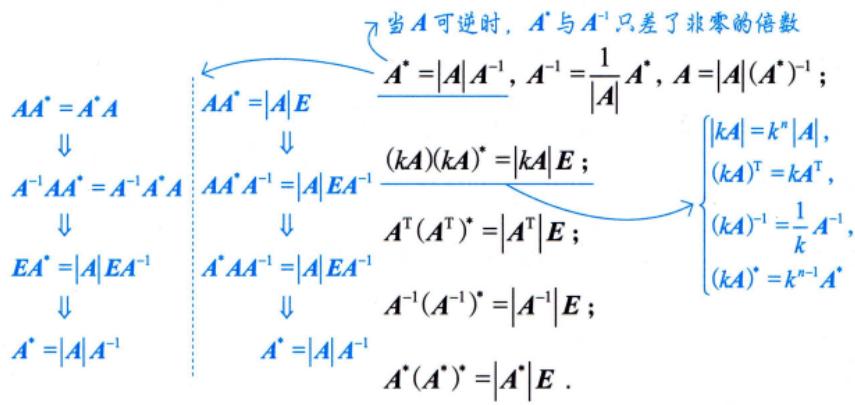 当 A 可逆时，A* 与 A⁻¹ 只差了非零的倍数
A* = |A|A⁻¹, A⁻¹ = \frac{1}{|A|}A*, A = |A|(A*)⁻¹;
(kA)(kA)* = |kA|E;
Aᵀ(Aᵀ)* = |Aᵀ|E;
A⁻¹(A⁻¹)* = |A⁻¹|E;
A*(A*)* = |A*|E.
AA* = A*A
⇓
A⁻¹AA* = A⁻¹A*A
⇓
EA* = |A|EA⁻¹
⇓
A* = |A|A⁻¹
AA* = |A|E
⇓
AA*A⁻¹ = |A|EA⁻¹
⇓
A*AA⁻¹ = |A|EA⁻¹
⇓
A* = |A|A⁻¹
|kA| = kⁿ|A|,
(kA)ᵀ = kAᵀ,
(kA)⁻¹ = \frac{1}{k}A⁻¹,
(kA)* = kⁿ⁻¹A*